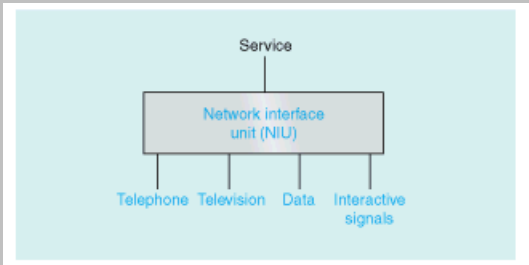 Service
Network interface
unit (NIU)
Telephone Television Data Interactive
signals